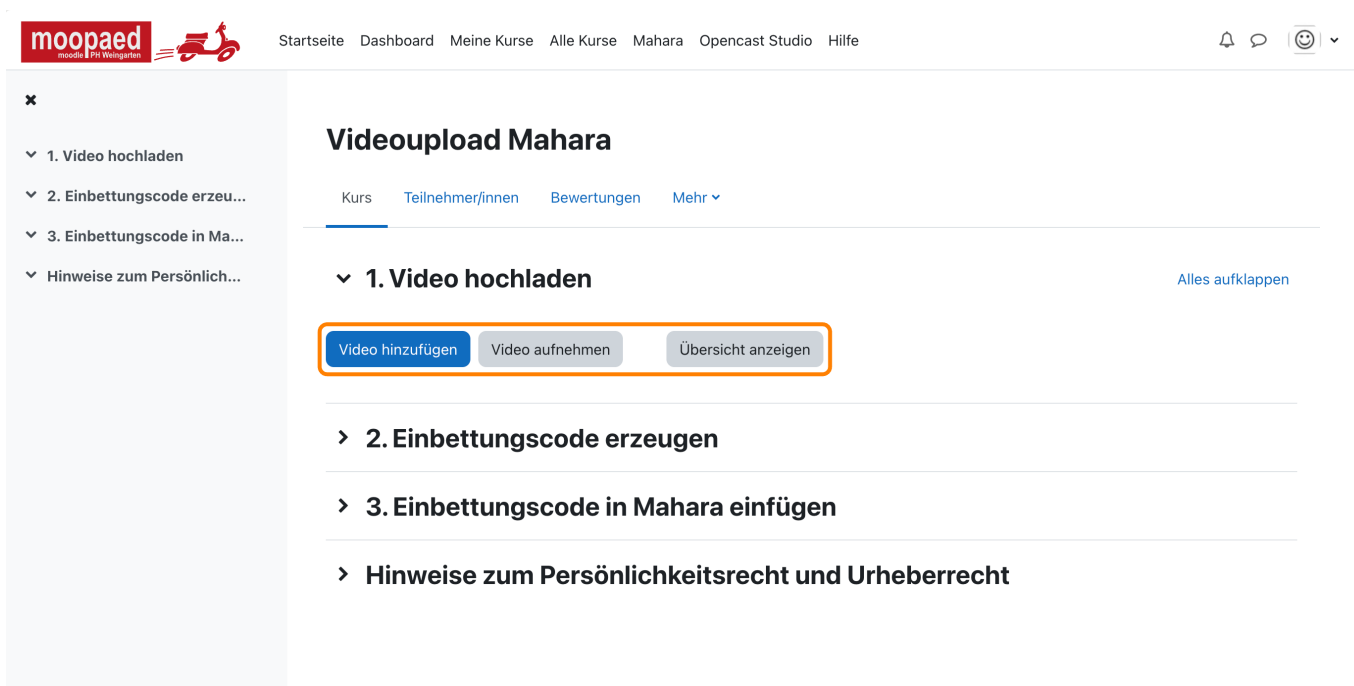 moopaed
moodle PH Weingarten
Startseite Dashboard Meine Kurse Alle Kurse Mahara Opencast Studio Hilfe
1. Video hochladen
2. Einbettungscode erzeu...
3. Einbettungscode in Ma...
Hinweise zum Persönlich...
Videoupload Mahara
Kurs Teilnehmer/innen Bewertungen Mehr
1. Video hochladen
Alles aufklappen
Video hinzufügen Video aufnehmen Übersicht anzeigen
2. Einbettungscode erzeugen
3. Einbettungscode in Mahara einfügen
Hinweise zum Persönlichkeitsrecht und Urheberrecht